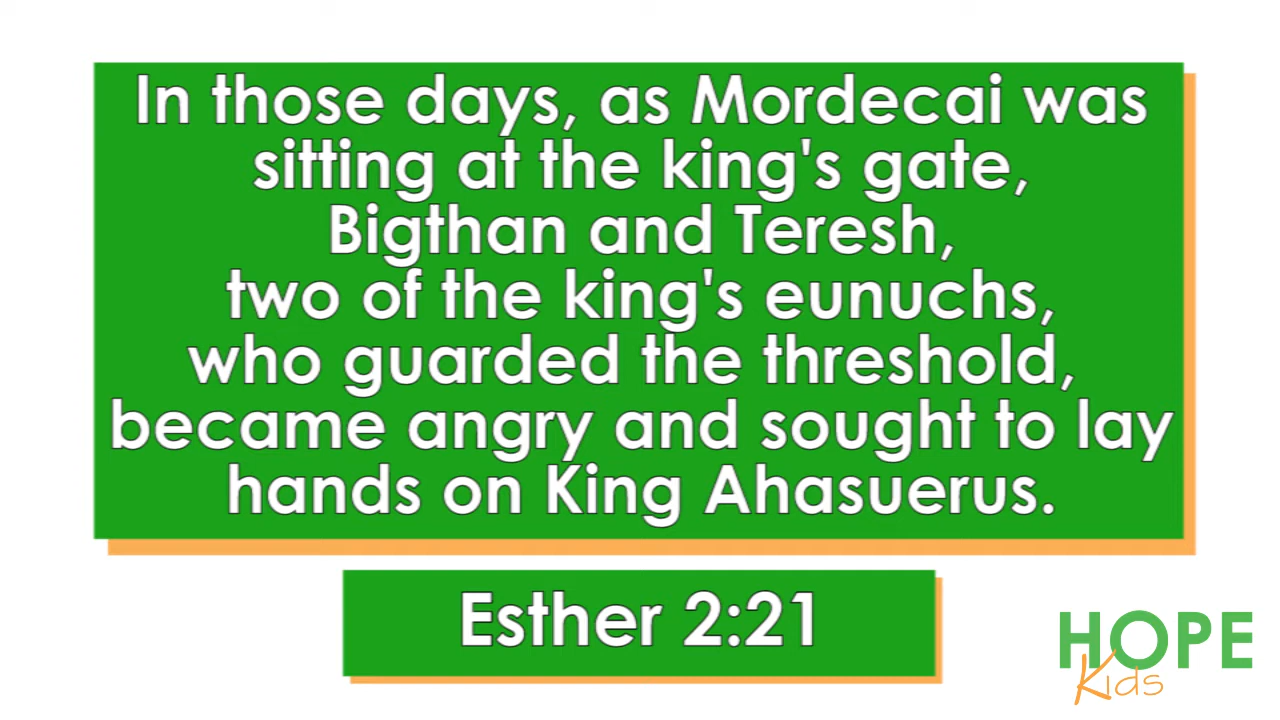 In those days, as Mordecai was
sitting at the king's gate,
Bigthan and Teresh,
two of the king's eunuchs,
who guarded the threshold,
became angry and sought to lay
hands on King Ahasuerus.
Esther 2:21
HOPE
Kids